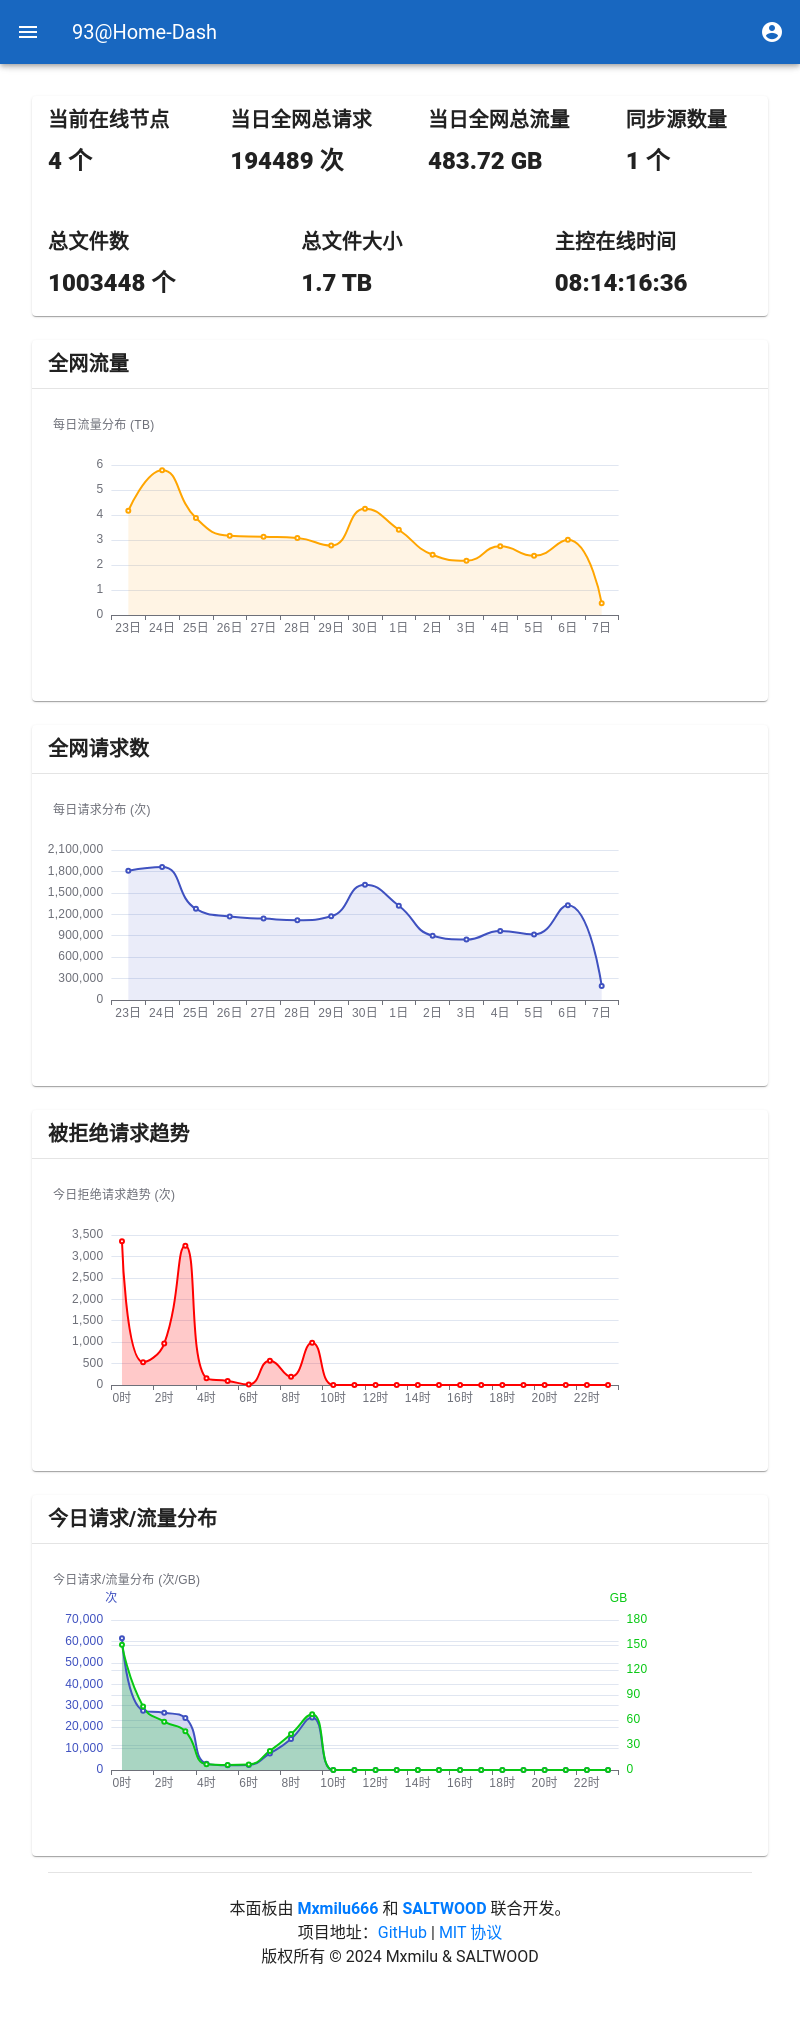 93@Home-Dash
当前在线节点 当日全网总请求 当日全网总流量 同步源数量
4 个 194489 次 483.72 GB 1 个
总文件数 总文件大小 主控在线时间
1003448 个 1.7 TB 08:14:16:36
全网流量
每日流量分布 (TB)
6
5
4
3
2
1
0
23日 24日 25日 26日 27日 28日 29日 30日 1日 2日 3日 4日 5日 6日 7日
全网请求数
每日请求分布 (次)
2,100,000
1,800,000
1,500,000
1,200,000
900,000
600,000
300,000
0
23日 24日 25日 26日 27日 28日 29日 30日 1日 2日 3日 4日 5日 6日 7日
被拒绝请求趋势
今日拒绝请求趋势 (次)
3,500
3,000
2,500
2,000
1,500
1,000
500
0
0时 2时 4时 6时 8时 10时 12时 14时 16时 18时 20时 22时
今日请求/流量分布
今日请求/流量分布 (次/GB)
次 GB
70,000 180
60,000 150
50,000
40,000 120
30,000 90
20,000 60
10,000 30
0 0
0时 2时 4时 6时 8时 10时 12时 14时 16时 18时 20时 22时
本面板由 Mxmilu666 和 SALTWOOD 联合开发。
项目地址：GitHub | MIT 协议
版权所有 © 2024 Mxmilu & SALTWOOD